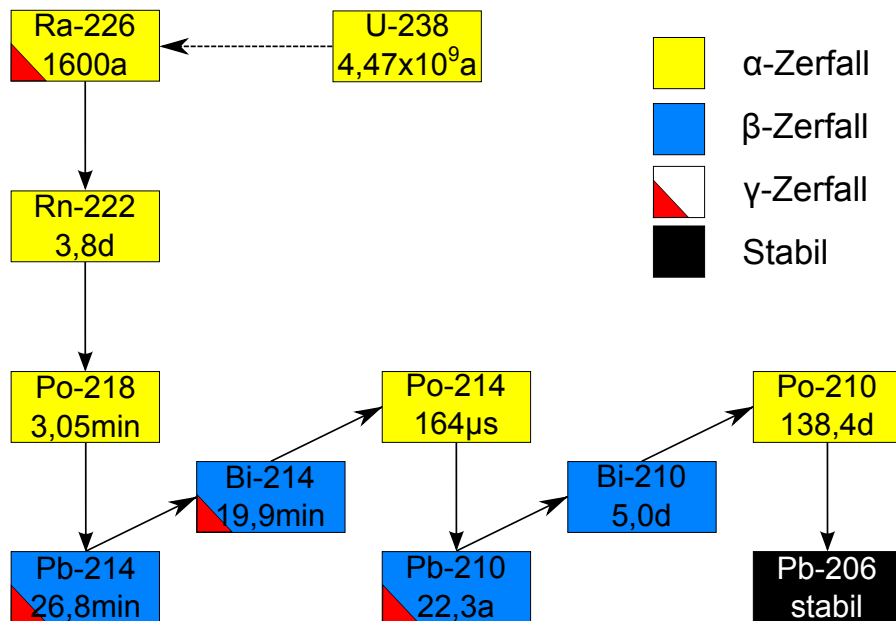 Ra-226
1600a
U-238
4,47x10⁹a
α-Zerfall
β-Zerfall
γ-Zerfall
Stabil
Rn-222
3,8d
Po-218
3,05min
Po-214
164µs
Po-210
138,4d
Bi-214
19,9min
Bi-210
5,0d
Pb-214
26,8min
Pb-210
22,3a
Pb-206
stabil